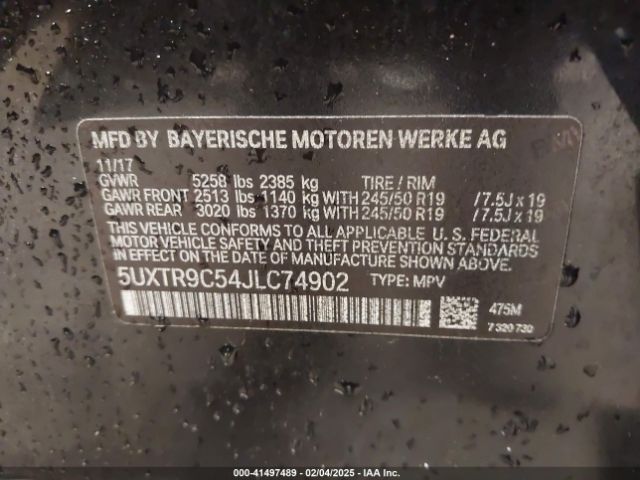 MFD BY BAYERISCHE MOTOREN WERKE AG
11/17
GVWR 5258 lbs 2385 kg TIRE / RIM
GAWR FRONT 2513 lbs 1140 kg WITH 245/50 R19 /7.5J x 19
GAWR REAR 3020 lbs 1370 kg WITH 245/50 R19 /7.5J x 19
THIS VEHICLE CONFORMS TO ALL APPLICABLE U. S. FEDERAL
MOTOR VEHICLE SAFETY AND THEFT PREVENTION STANDARDS
IN EFFECT ON THE DATE OF MANUFACTURE SHOWN ABOVE.
5UXTR9C54JLC74902 TYPE: MPV
475M
7 320 730
000-41497489 - 02/04/2025 - IAA Inc.